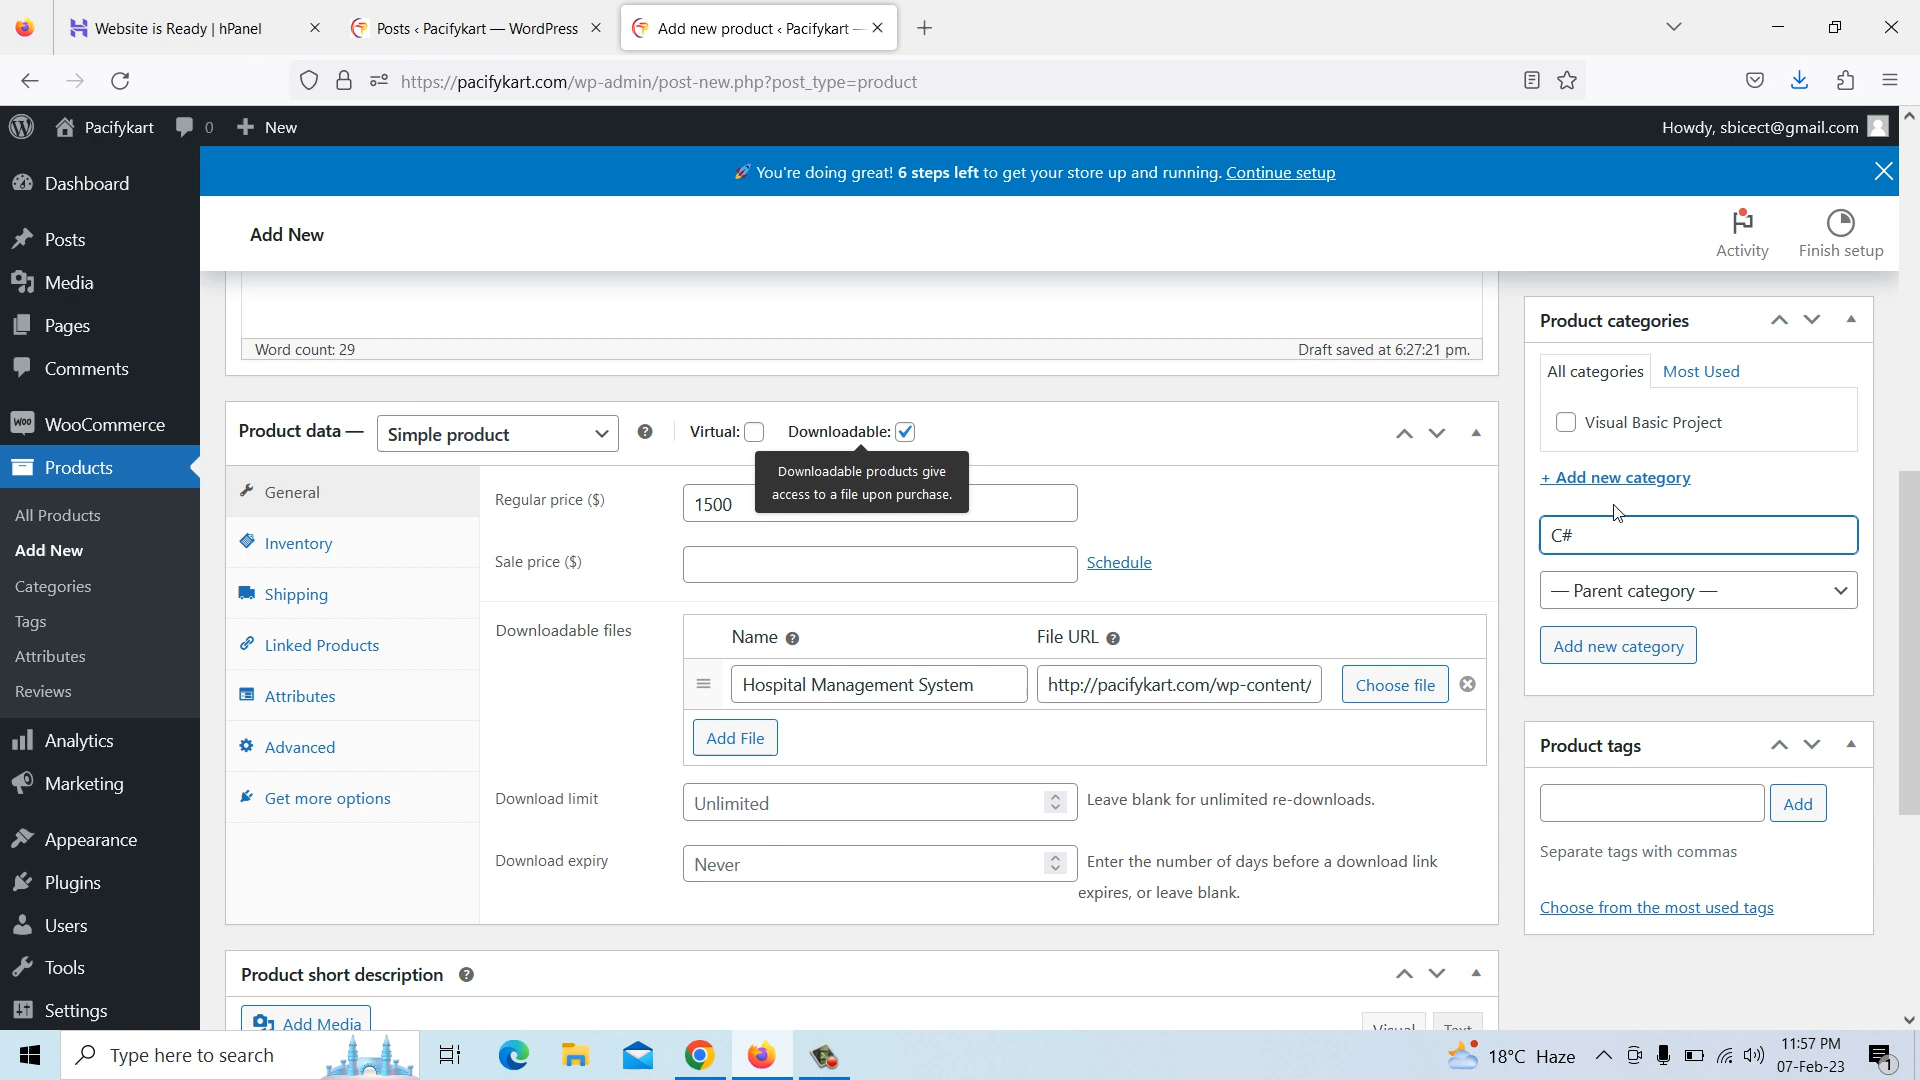 Website is Ready | hPanel
Posts ‹ Pacifykart — WordPress
Add new product ‹ Pacifykart —
https://pacifykart.com/wp-admin/post-new.php?post_type=product
Pacifykart
0
New
Howdy, sbicect@gmail.com
Dashboard
Posts
Media
Pages
Comments
WooCommerce
Products
All Products
Add New
Categories
Tags
Attributes
Reviews
Analytics
Marketing
Appearance
Plugins
Users
Tools
Settings
🚀 You're doing great! 6 steps left to get your store up and running. Continue setup
Add New
Activity
Finish setup
Word count: 29
Draft saved at 6:27:21 pm.
Product data —
Simple product
Virtual:
Downloadable:
Downloadable products give
access to a file upon purchase.
General
Inventory
Shipping
Linked Products
Attributes
Advanced
Get more options
Regular price ($)
1500
Sale price ($)
Schedule
Downloadable files
Name
File URL
Hospital Management System
http://pacifykart.com/wp-content/
Choose file
Add File
Download limit
Unlimited
Leave blank for unlimited re-downloads.
Download expiry
Never
Enter the number of days before a download link
expires, or leave blank.
Product short description
Add Media
Visual
Text
Product categories
All categories
Most Used
Visual Basic Project
+ Add new category
C#
— Parent category —
Add new category
Product tags
Add
Separate tags with commas
Choose from the most used tags
Type here to search
18°C Haze
11:57 PM
07-Feb-23
1